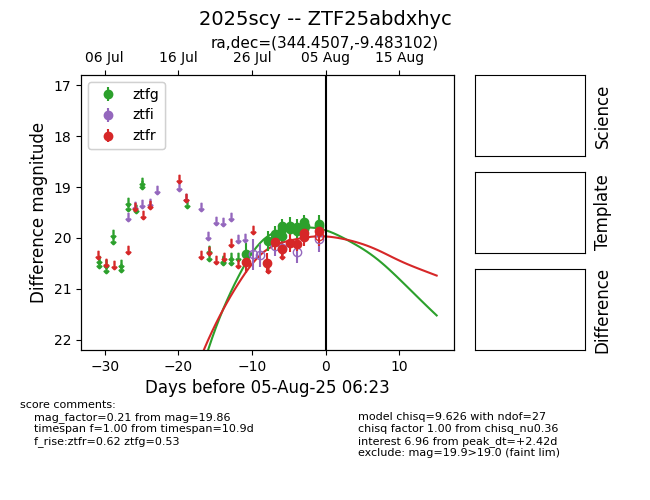 2025scy -- ZTF25abdxhyc
ra,dec=(344.4507,-9.483102)
06 Jul 16 Jul 26 Jul 05 Aug 15 Aug
17
18
19
20
21
22
Difference magnitude
ztfg
ztfi
ztfr
−30 −20 −10 0 10
Days before 05-Aug-25 06:23
Science
Template
Difference
score comments:
mag_factor=0.21 from mag=19.86
timespan f=1.00 from timespan=10.9d
f_rise:ztfr=0.62 ztfg=0.53
model chisq=9.626 with ndof=27
chisq factor 1.00 from chisq_nu0.36
interest 6.96 from peak_dt=+2.42d
exclude: mag=19.9>19.0 (faint lim)